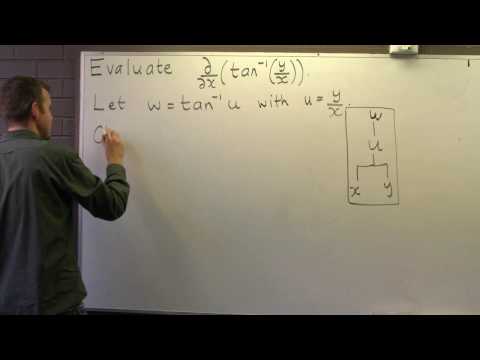 Evaluate ∂/∂x (tan⁻¹(y/x)).
Let w = tan⁻¹ u with u = y/x.
w
u
x y